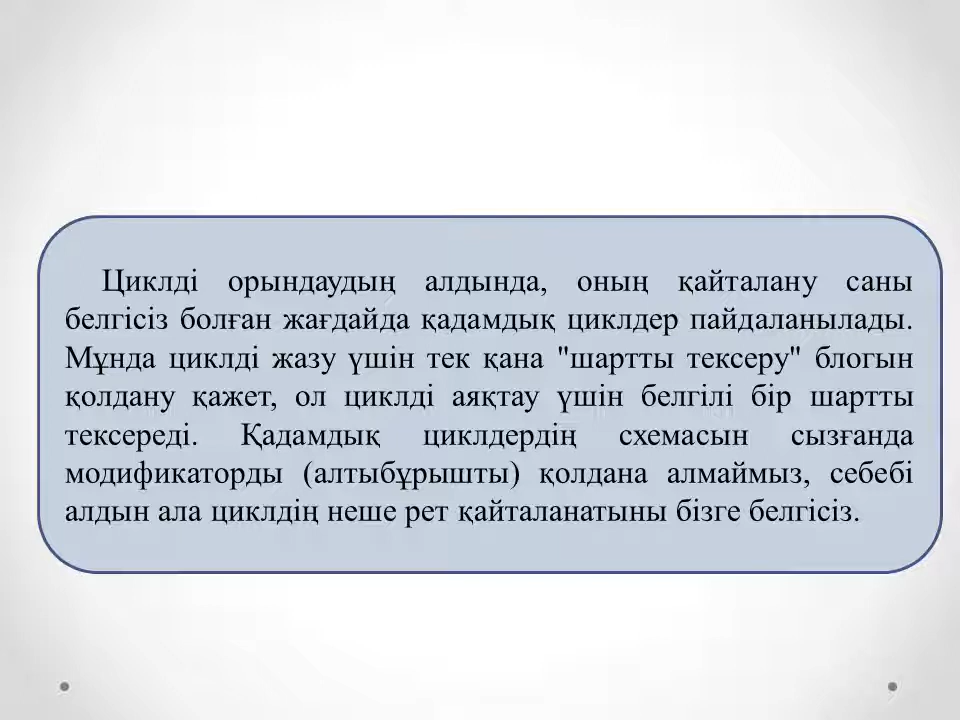 Циклді орындаудың алдында, оның қайталану саны
белгісіз болған жағдайда қадамдық циклдер пайдаланылады.
Мұнда циклді жазу үшін тек қана "шартты тексеру" блогын
қолдану қажет, ол циклді аяқтау үшін белгілі бір шартты
тексереді. Қадамдық циклдердің схемасын сызғанда
модификаторды (алтыбұрышты) қолдана алмаймыз, себебі
алдын ала циклдің неше рет қайталанатыны бізге белгісіз.